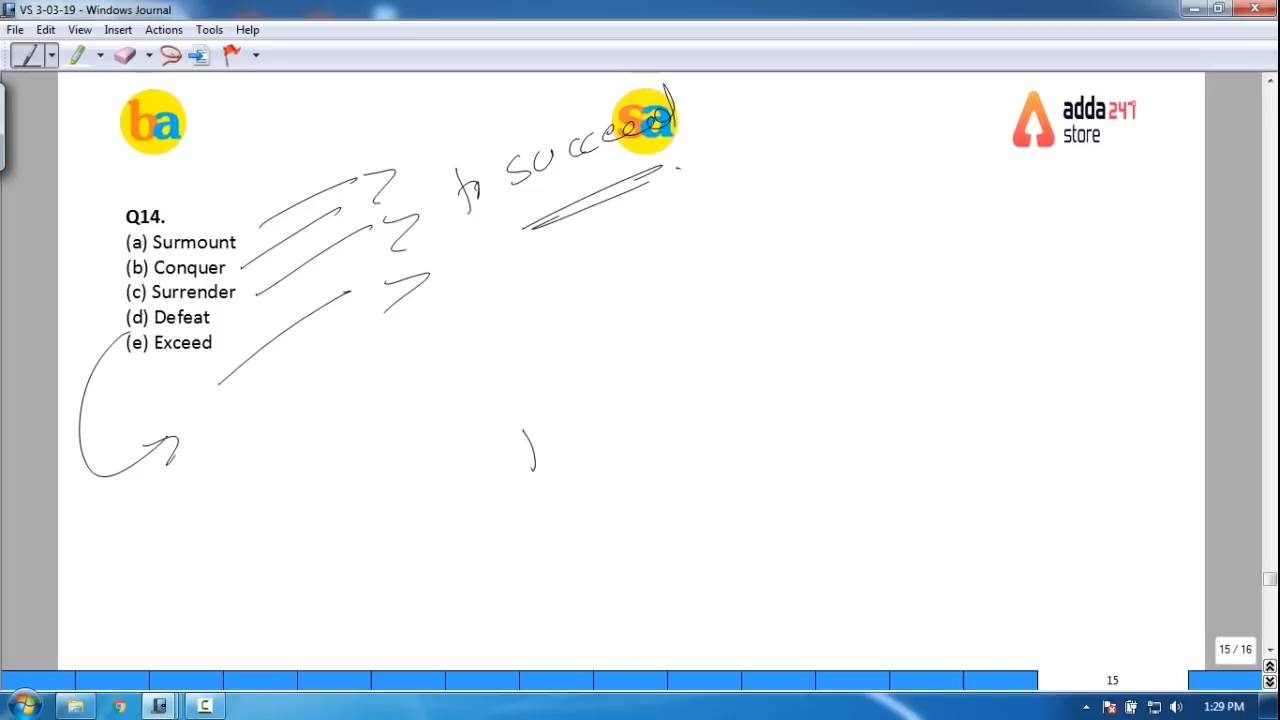 VS 3-03-19 - Windows Journal
File Edit View Insert Actions Tools Help
ba
sa
adda247
store
to succeed
Q14.
(a) Surmount
(b) Conquer
(c) Surrender
(d) Defeat
(e) Exceed
15 / 16
15
1:29 PM